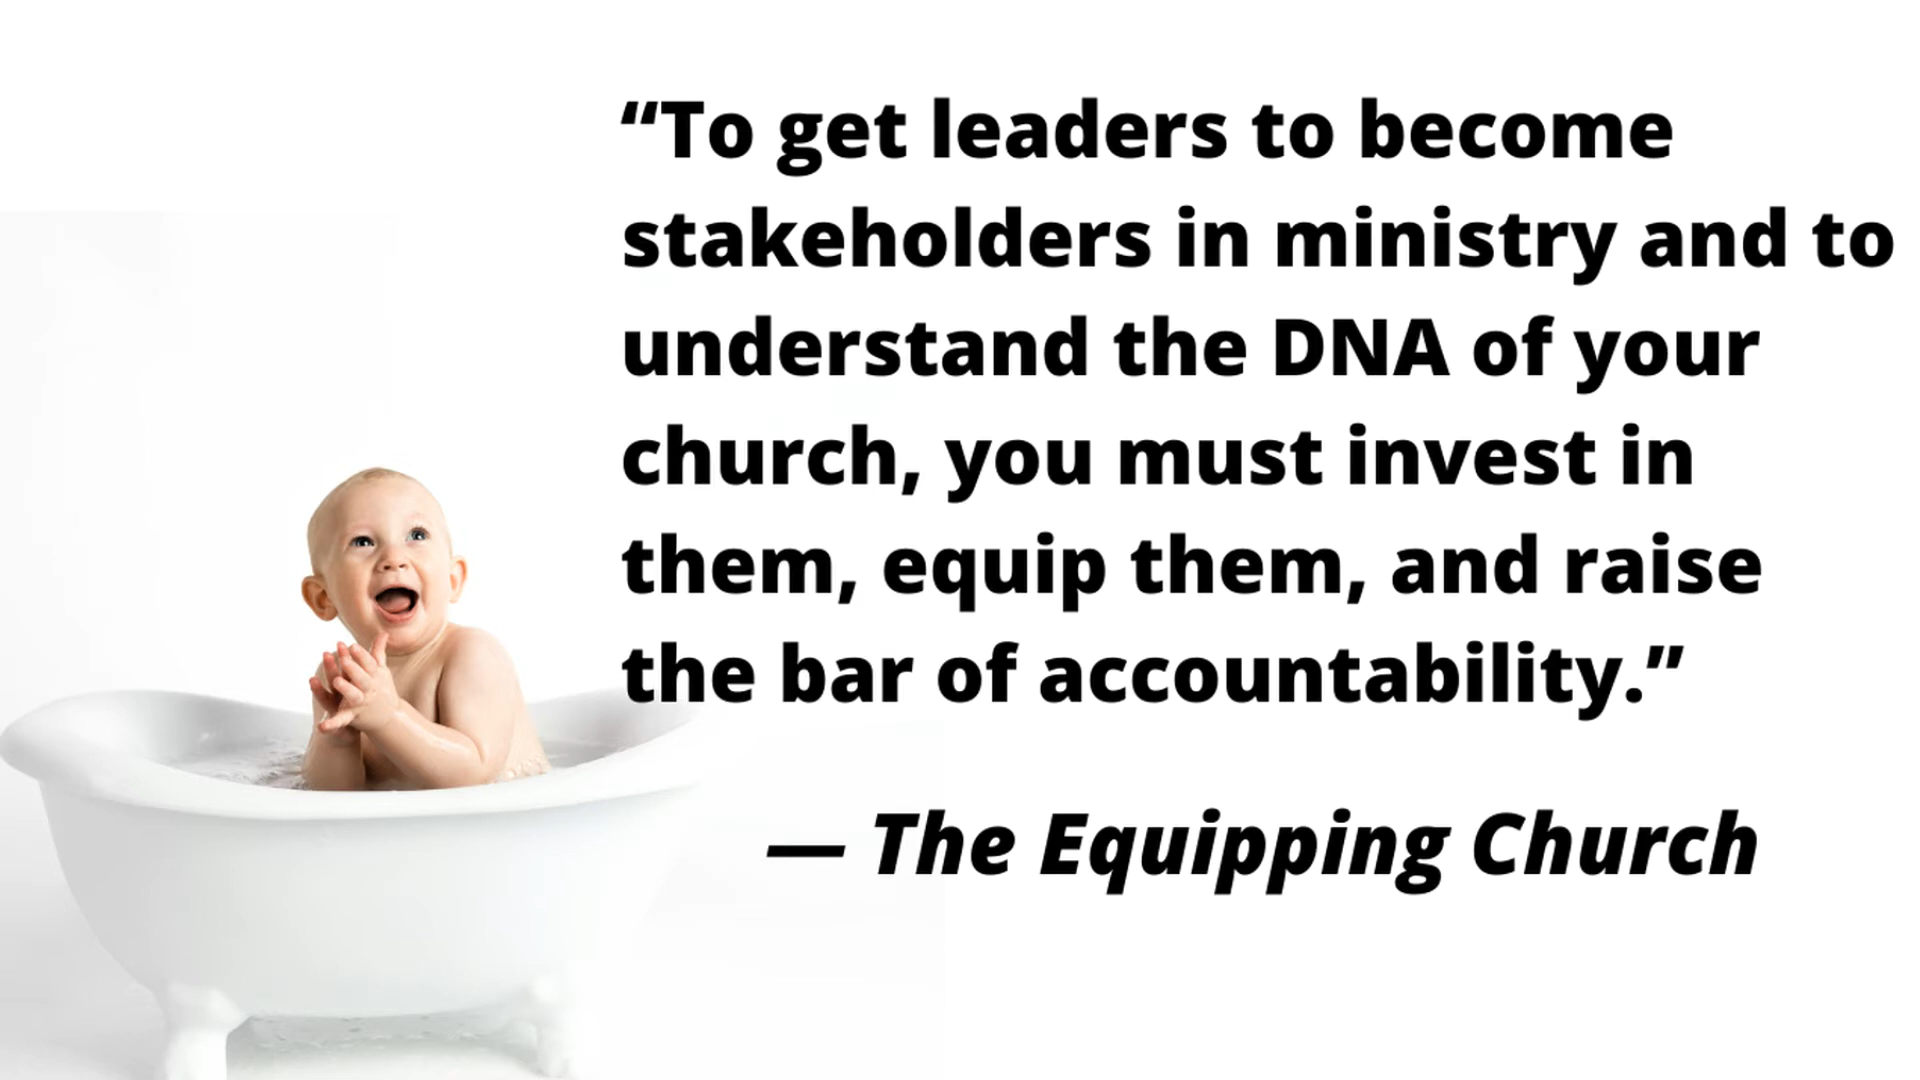 “To get leaders to become
stakeholders in ministry and to
understand the DNA of your
church, you must invest in
them, equip them, and raise
the bar of accountability.”
— The Equipping Church